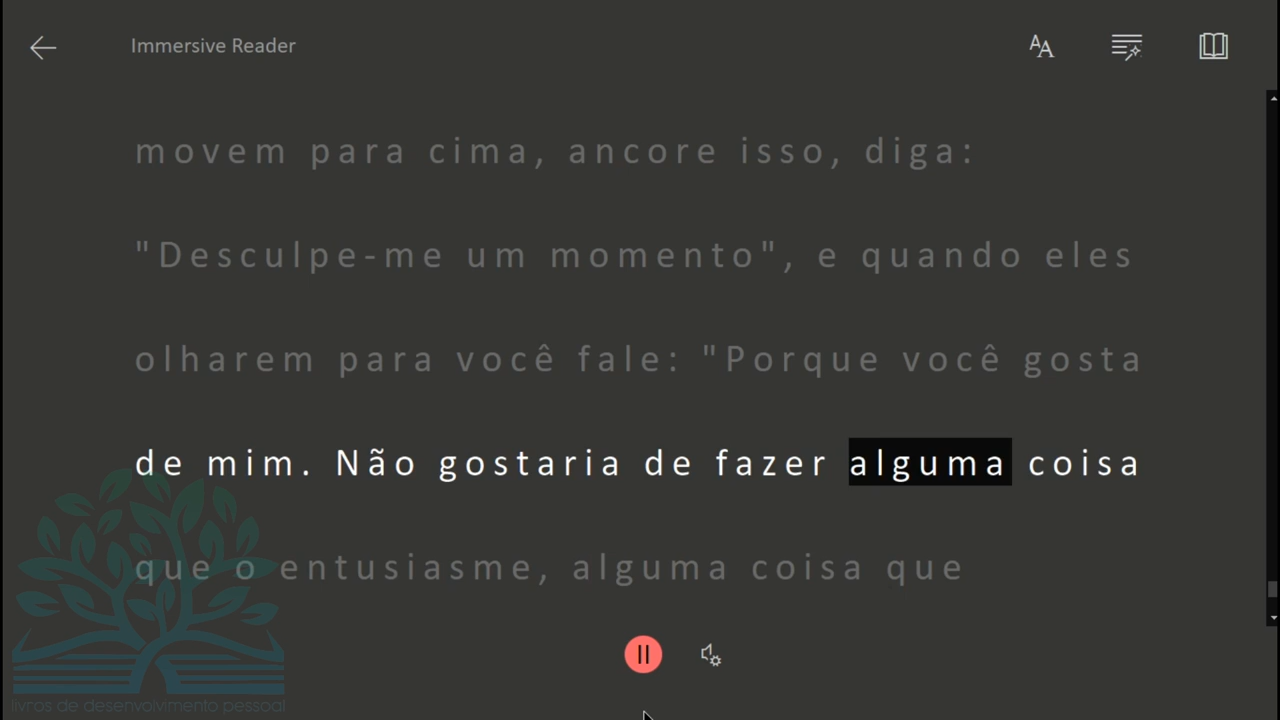 Immersive Reader
movem para cima, ancore isso, diga:
"Desculpe-me um momento", e quando eles
olharem para você fale: "Porque você gosta
de mim. Não gostaria de fazer alguma coisa
que o entusiasme, alguma coisa que
livros de desenvolvimento pessoal